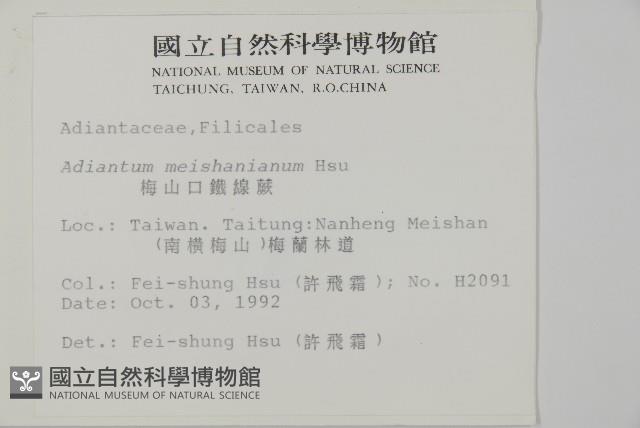 國立自然科學博物館
NATIONAL MUSEUM OF NATURAL SCIENCE
TAICHUNG, TAIWAN, R.O.CHINA
Adiantaceae,Filicales
Adiantum meishanianum Hsu
梅山口鐵線蕨
Loc.: Taiwan. Taitung:Nanheng Meishan
(南橫梅山)梅蘭林道
Col.: Fei-shung Hsu (許飛霜); No. H2091
Date: Oct. 03, 1992
Det.: Fei-shung Hsu (許飛霜)
國立自然科學博物館
NATIONAL MUSEUM OF NATURAL SCIENCE